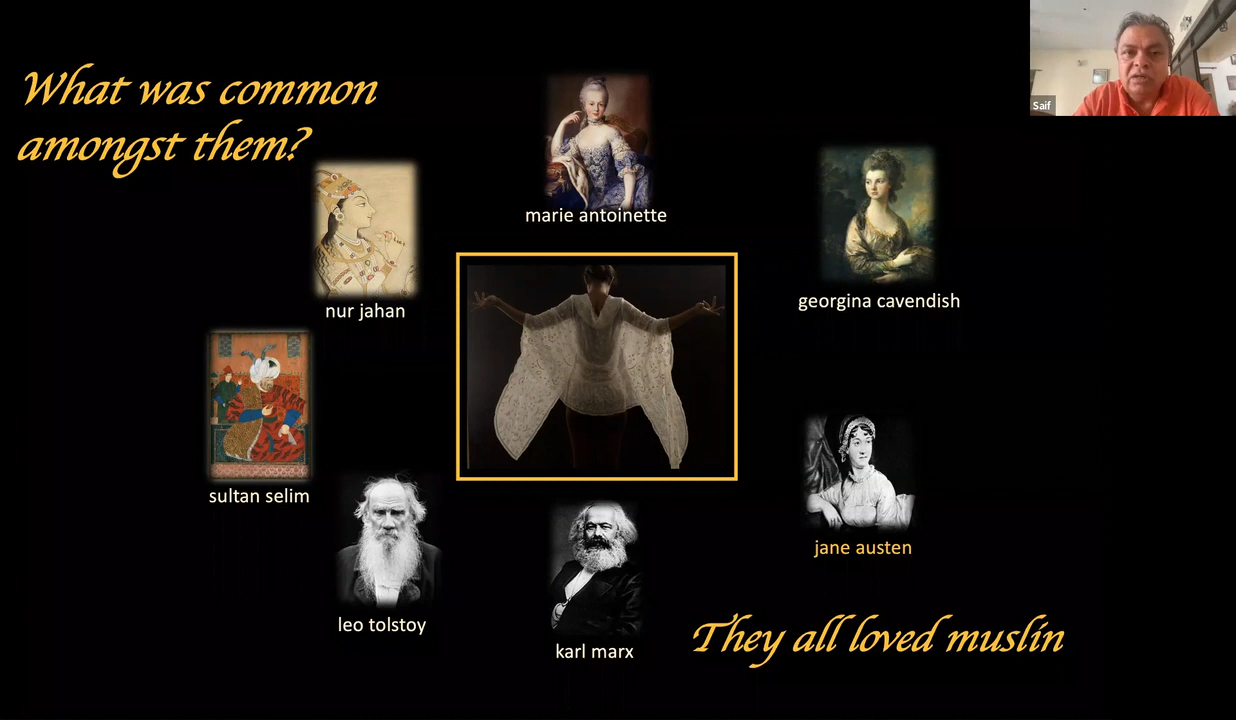 What was common
amongst them?
Saif
marie antoinette
georgina cavendish
nur jahan
sultan selim
jane austen
leo tolstoy
karl marx
They all loved muslin